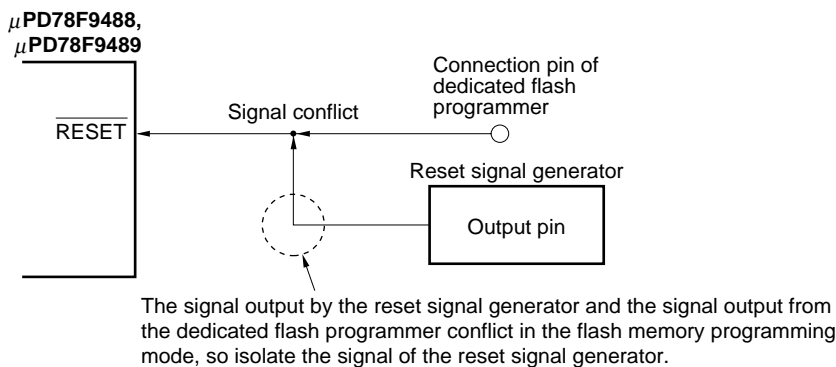 μPD78F9488,
μPD78F9489
Connection pin of
dedicated flash
programmer
Signal conflict
RESET
Reset signal generator
Output pin
The signal output by the reset signal generator and the signal output from
the dedicated flash programmer conflict in the flash memory programming
mode, so isolate the signal of the reset signal generator.